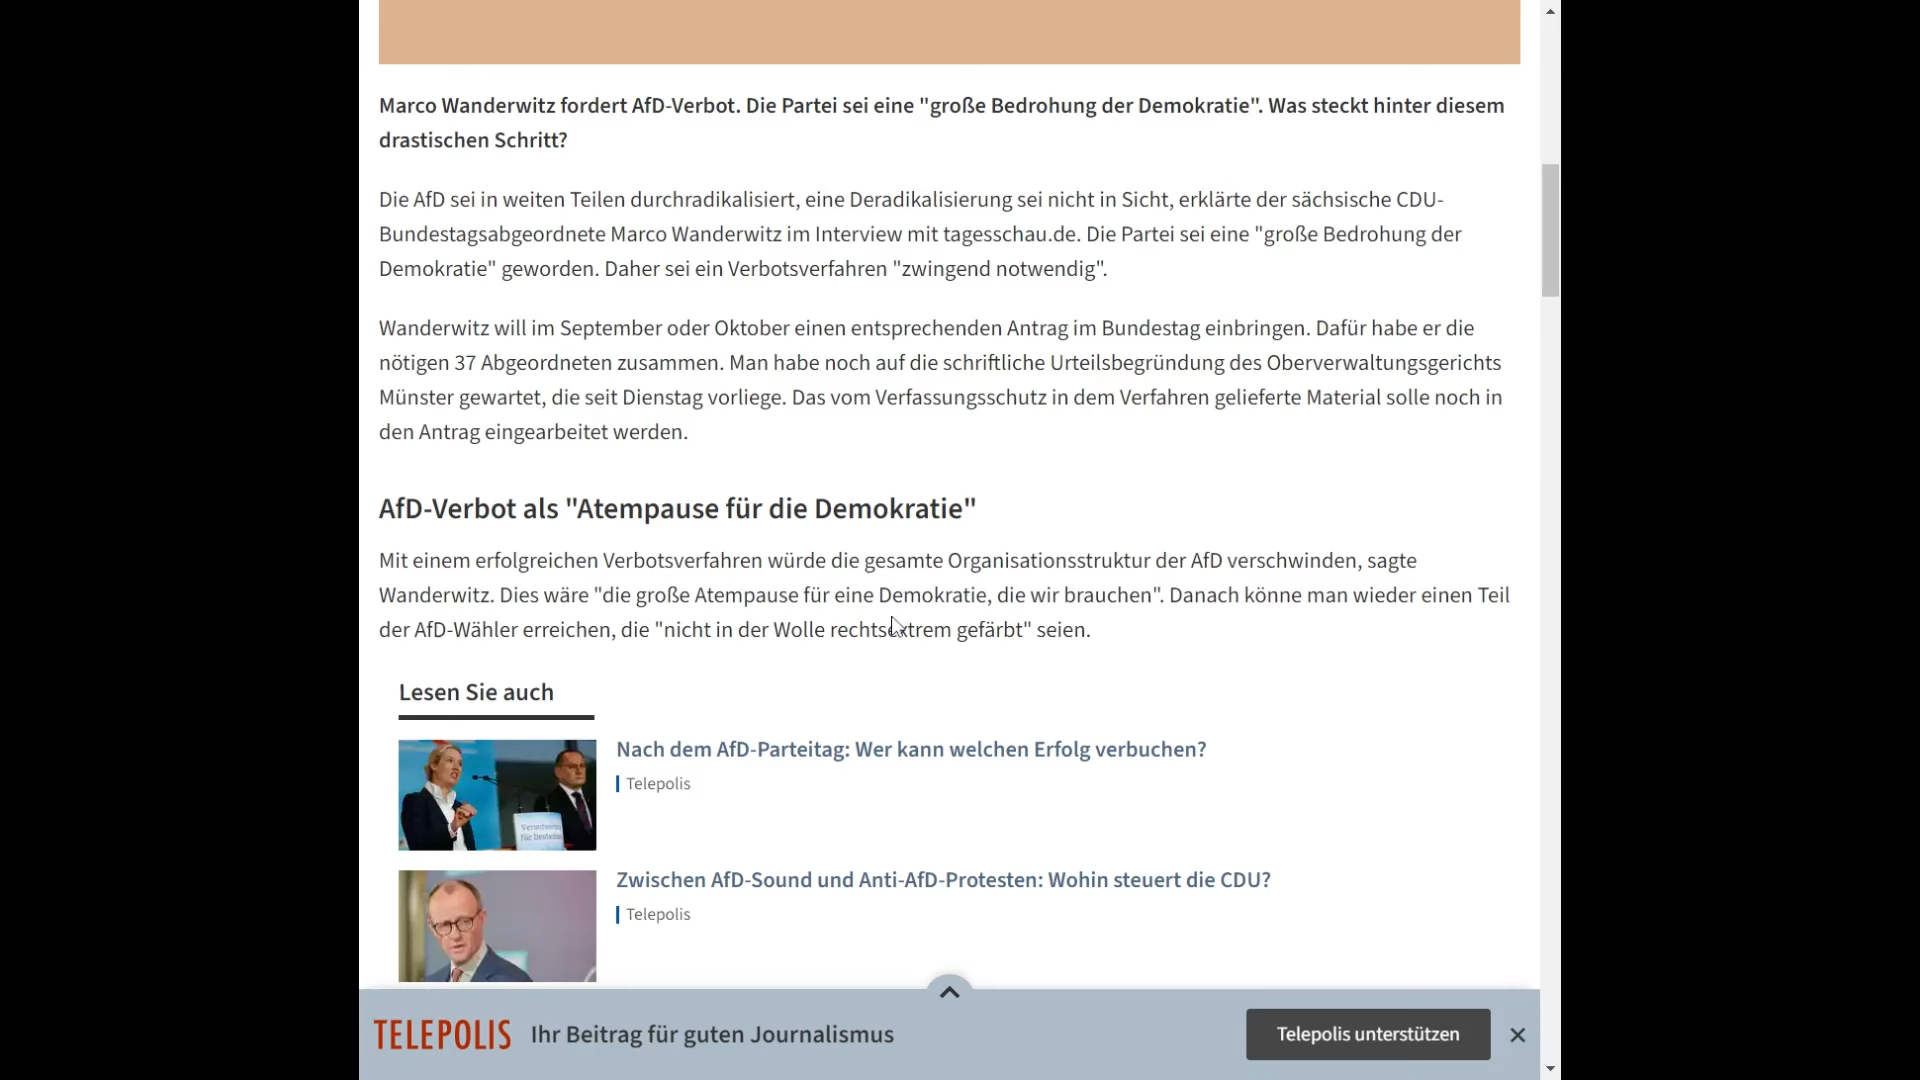 Marco Wanderwitz fordert AfD-Verbot. Die Partei sei eine "große Bedrohung der Demokratie". Was steckt hinter diesem
drastischen Schritt?
Die AfD sei in weiten Teilen durchradikalisiert, eine Deradikalisierung sei nicht in Sicht, erklärte der sächsische CDU-
Bundestagsabgeordnete Marco Wanderwitz im Interview mit tagesschau.de. Die Partei sei eine "große Bedrohung der
Demokratie" geworden. Daher sei ein Verbotsverfahren "zwingend notwendig".
Wanderwitz will im September oder Oktober einen entsprechenden Antrag im Bundestag einbringen. Dafür habe er die
nötigen 37 Abgeordneten zusammen. Man habe noch auf die schriftliche Urteilsbegründung des Oberverwaltungsgerichts
Münster gewartet, die seit Dienstag vorliege. Das vom Verfassungsschutz in dem Verfahren gelieferte Material solle noch in
den Antrag eingearbeitet werden.
AfD-Verbot als "Atempause für die Demokratie"
Mit einem erfolgreichen Verbotsverfahren würde die gesamte Organisationsstruktur der AfD verschwinden, sagte
Wanderwitz. Dies wäre "die große Atempause für eine Demokratie, die wir brauchen". Danach könne man wieder einen Teil
der AfD-Wähler erreichen, die "nicht in der Wolle rechtsextrem gefärbt" seien.
Lesen Sie auch
Nach dem AfD-Parteitag: Wer kann welchen Erfolg verbuchen?
Telepolis
Verantwortung
für Deutschland
Zwischen AfD-Sound und Anti-AfD-Protesten: Wohin steuert die CDU?
Telepolis
TELEPOLIS Ihr Beitrag für guten Journalismus
Telepolis unterstützen